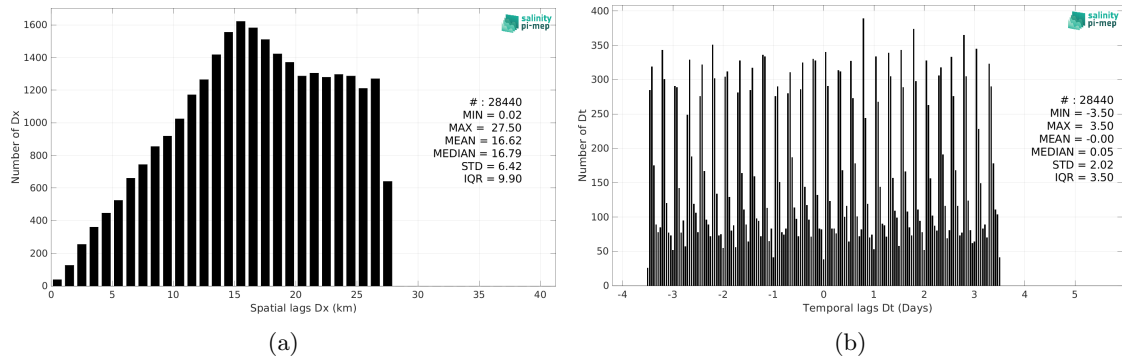 salinity
pi-mep
1600
1400
1200
1000
800
600
400
200
0
Number of Dx
# : 28440
MIN = 0.02
MAX = 27.50
MEAN = 16.62
MEDIAN = 16.79
STD = 6.42
IQR = 9.90
0 5 10 15 20 25 30 35 40
Spatial lags Dx (km)
(a)
salinity
pi-mep
400
350
300
250
200
150
100
50
0
Number of Dt
# : 28440
MIN = -3.50
MAX = 3.50
MEAN = -0.00
MEDIAN = 0.05
STD = 2.02
IQR = 3.50
-4 -3 -2 -1 0 1 2 3 4 5
Temporal lags Dt (Days)
(b)